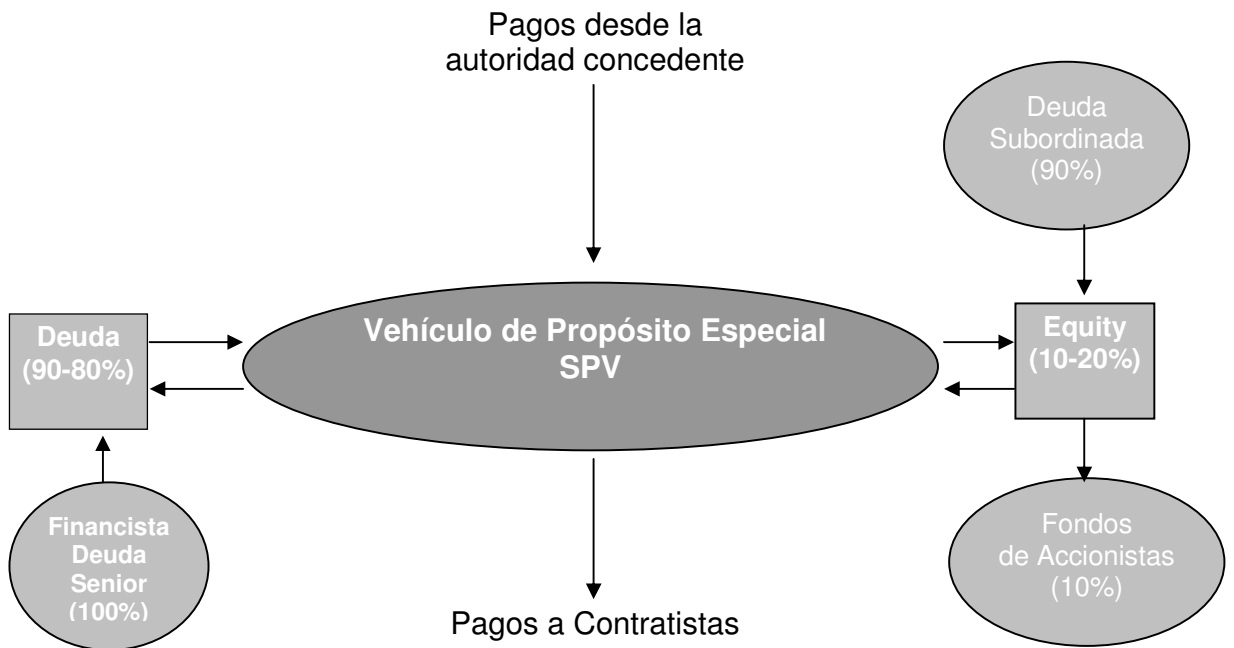 Pagos desde la
autoridad concedente
Deuda
Subordinada
(90%)
Deuda
(90-80%)
Vehículo de Propósito Especial
SPV
Equity
(10-20%)
Financista
Deuda
Senior
(100%)
Fondos
de Accionistas
(10%)
Pagos a Contratistas